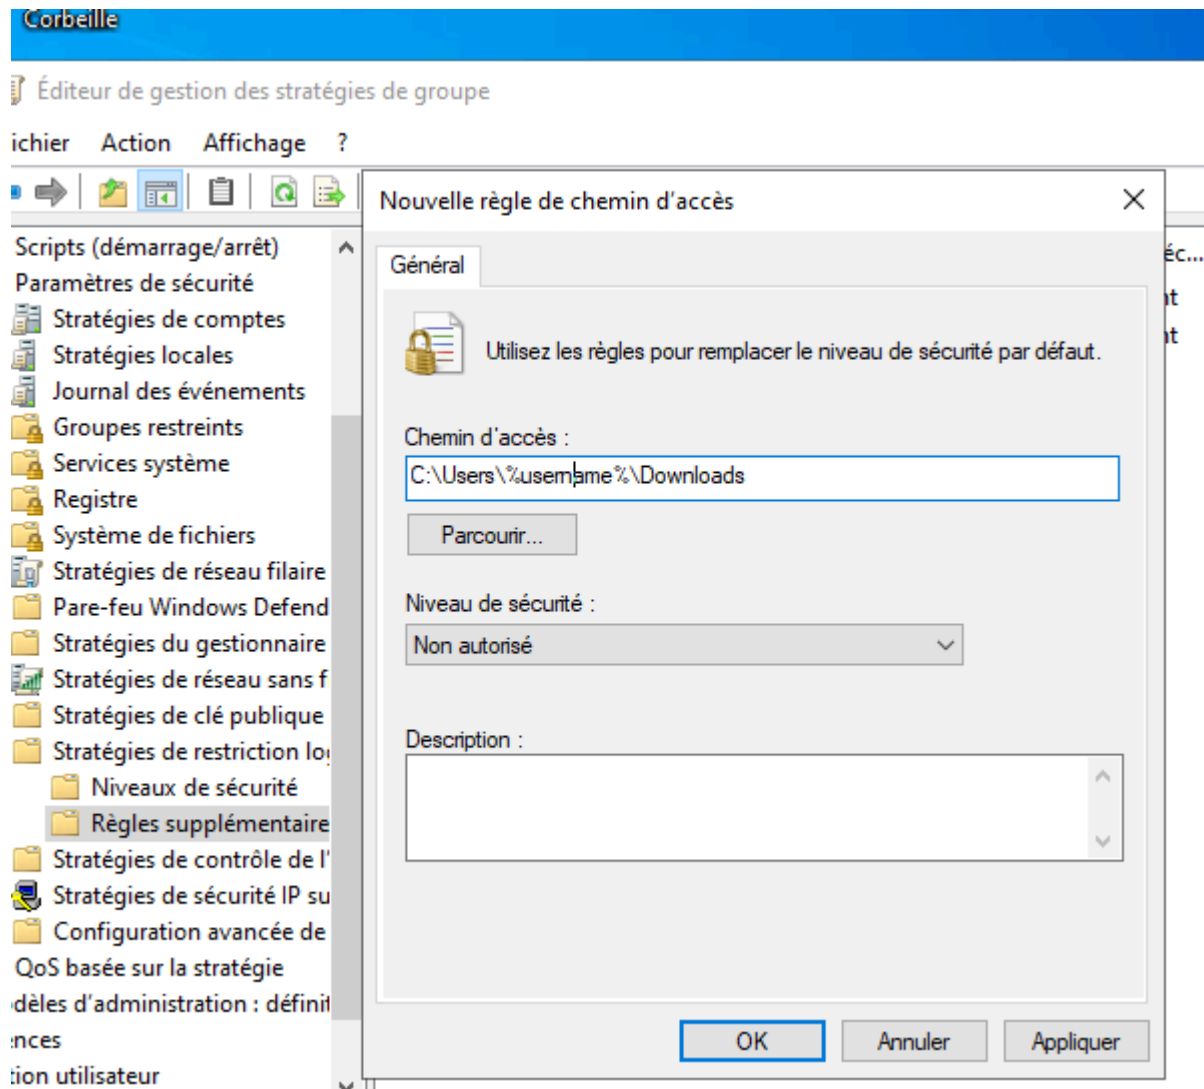 Corbeille
Éditeur de gestion des stratégies de groupe
ichier Action Affichage ?
Nouvelle règle de chemin d'accès
Général
Utilisez les règles pour remplacer le niveau de sécurité par défaut.
Chemin d'accès :
C:\Users\%username%\Downloads
Parcourir...
Niveau de sécurité :
Non autorisé
Description :
OK Annuler Appliquer
Scripts (démarrage/arrêt)
Paramètres de sécurité
Stratégies de comptes
Stratégies locales
Journal des événements
Groupes restreints
Services système
Registre
Système de fichiers
Stratégies de réseau filaire
Pare-feu Windows Defend
Stratégies du gestionnaire
Stratégies de réseau sans f
Stratégies de clé publique
Stratégies de restriction lo
Niveaux de sécurité
Règles supplémentaire
Stratégies de contrôle de l'
Stratégies de sécurité IP su
Configuration avancée de
QoS basée sur la stratégie
dèles d'administration : définit
ences
tion utilisateur
éc...
nt
nt